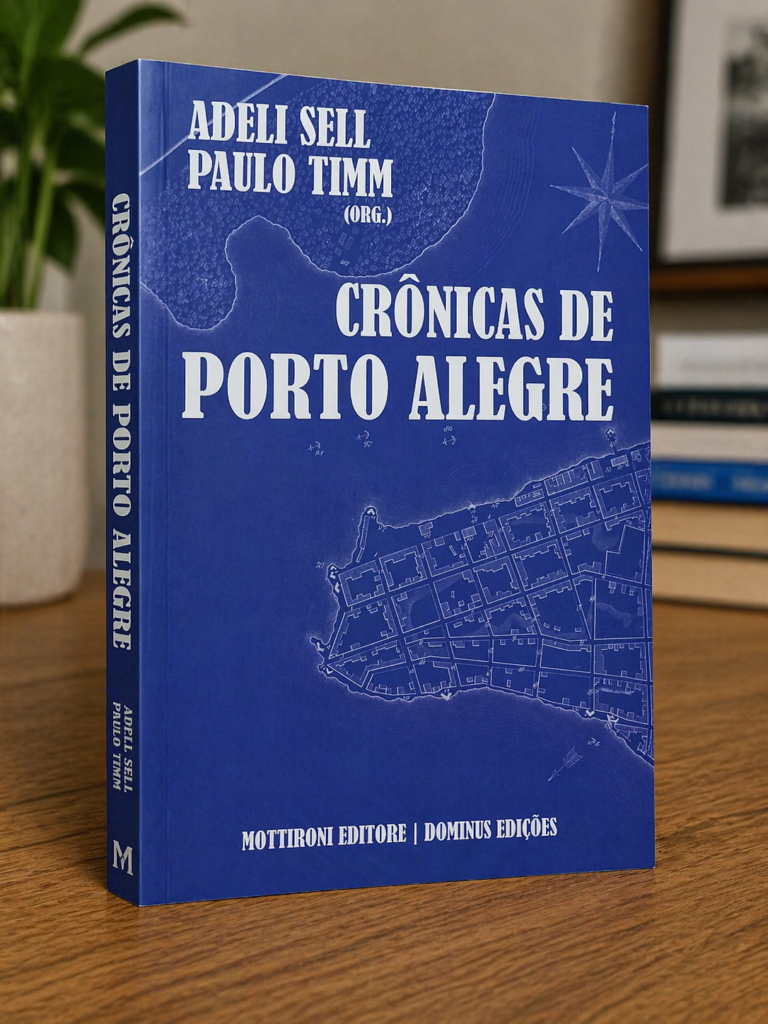 ADELI SELL
PAULO TIMM
(ORG.)
CRÔNICAS DE
PORTO ALEGRE
MOTTIRONI EDITORE | DOMINUS EDIÇÕES
CRÔNICAS DE PORTO ALEGRE
ADELL SELL
PAULO TIMM
M